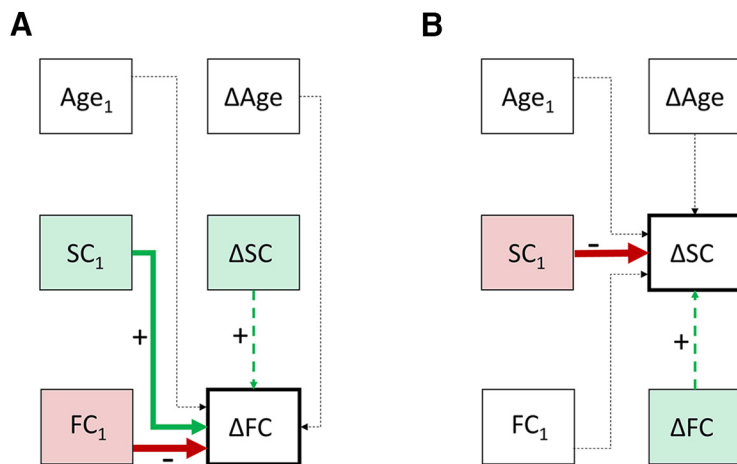 A
B
Age₁
ΔAge
Age₁
ΔAge
SC₁
ΔSC
SC₁
-
ΔSC
+
+
+
FC₁
-
ΔFC
FC₁
ΔFC